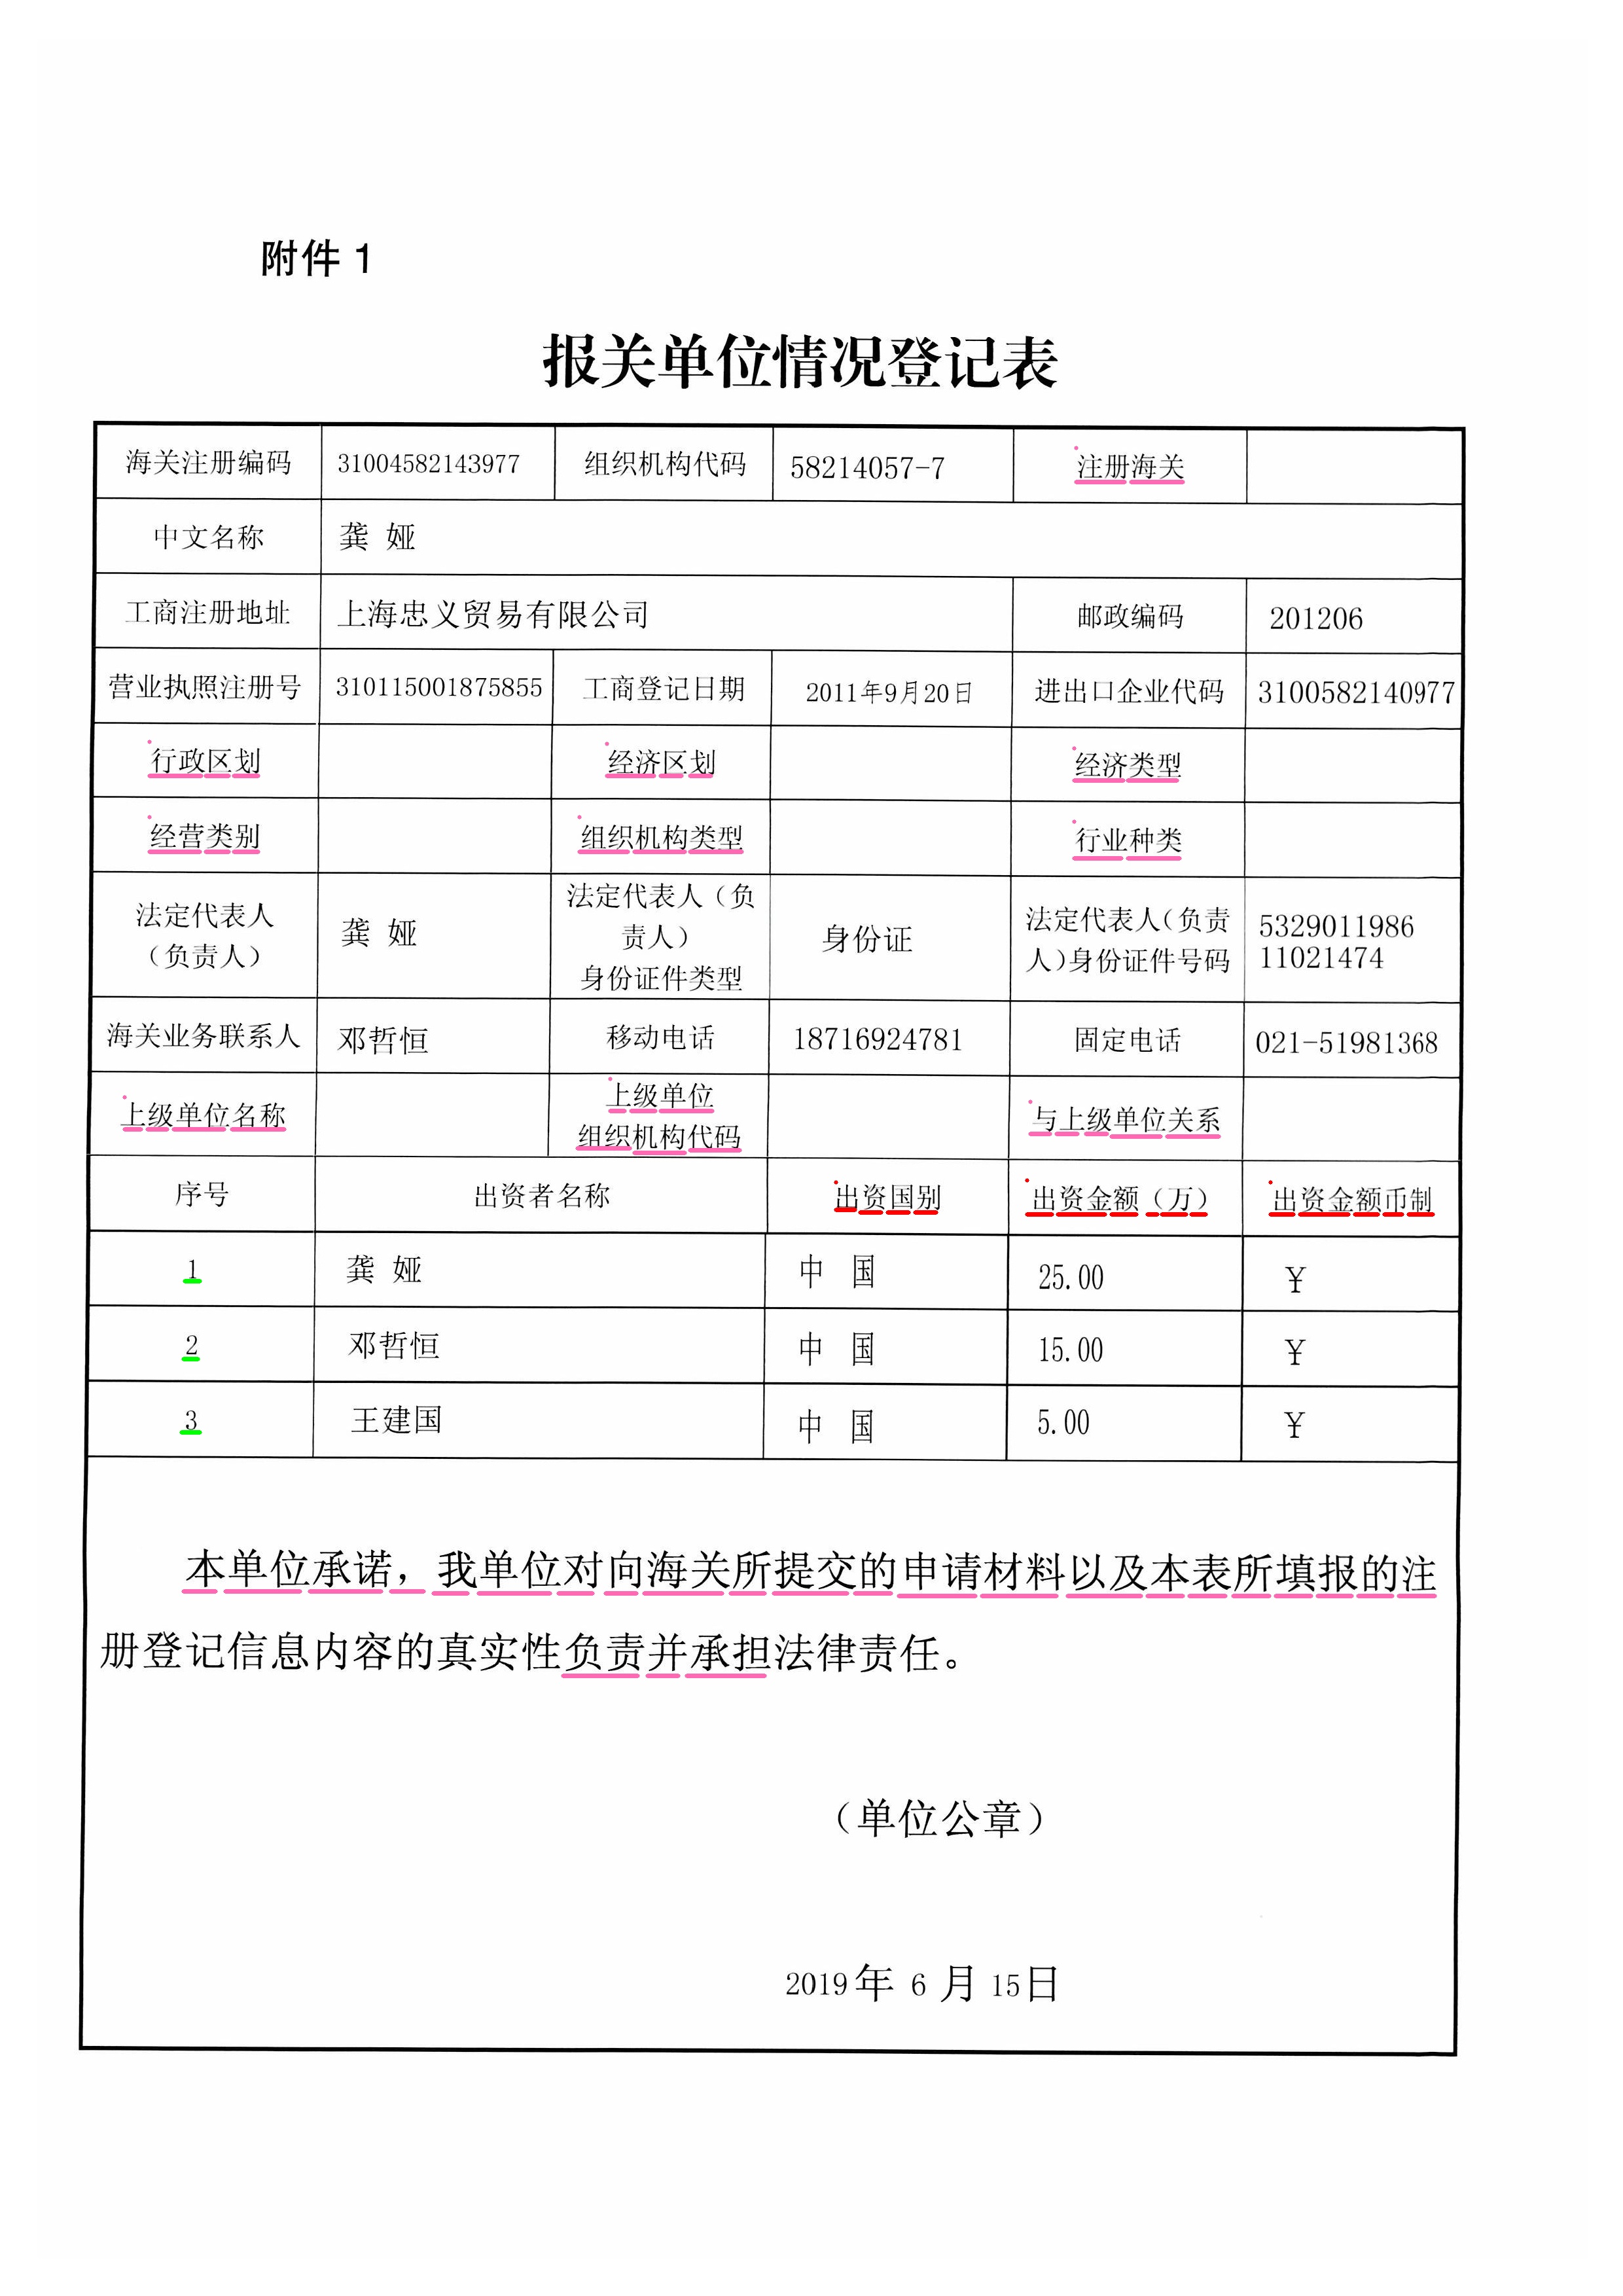 附件1
报关单位情况登记表
海关注册编码 31004582143977 组织机构代码 58214057-7 注册海关
中文名称 龚 娅
工商注册地址 上海忠义贸易有限公司 邮政编码 201206
营业执照注册号 310115001875855 工商登记日期 2011年9月20日 进出口企业代码 3100582140977
行政区划 经济区划 经济类型
经营类别 组织机构类型 行业种类
法定代表人
（负责人）
龚 娅
法定代表人（负
责人）
身份证件类型
身份证
法定代表人（负责
人）身份证件号码
5329011986
11021474
海关业务联系人 邓哲恒 移动电话 18716924781 固定电话 021-51981368
上级单位名称
上级单位
组织机构代码
与上级单位关系
序号 出资者名称 出资国别 出资金额（万） 出资金额币制
1 龚 娅 中 国 25.00 ¥
2 邓哲恒 中 国 15.00 ¥
3 王建国 中 国 5.00 ¥
本单位承诺，我单位对向海关所提交的申请材料以及本表所填报的注
册登记信息内容的真实性负责并承担法律责任。
（单位公章）
2019年 6 月 15日